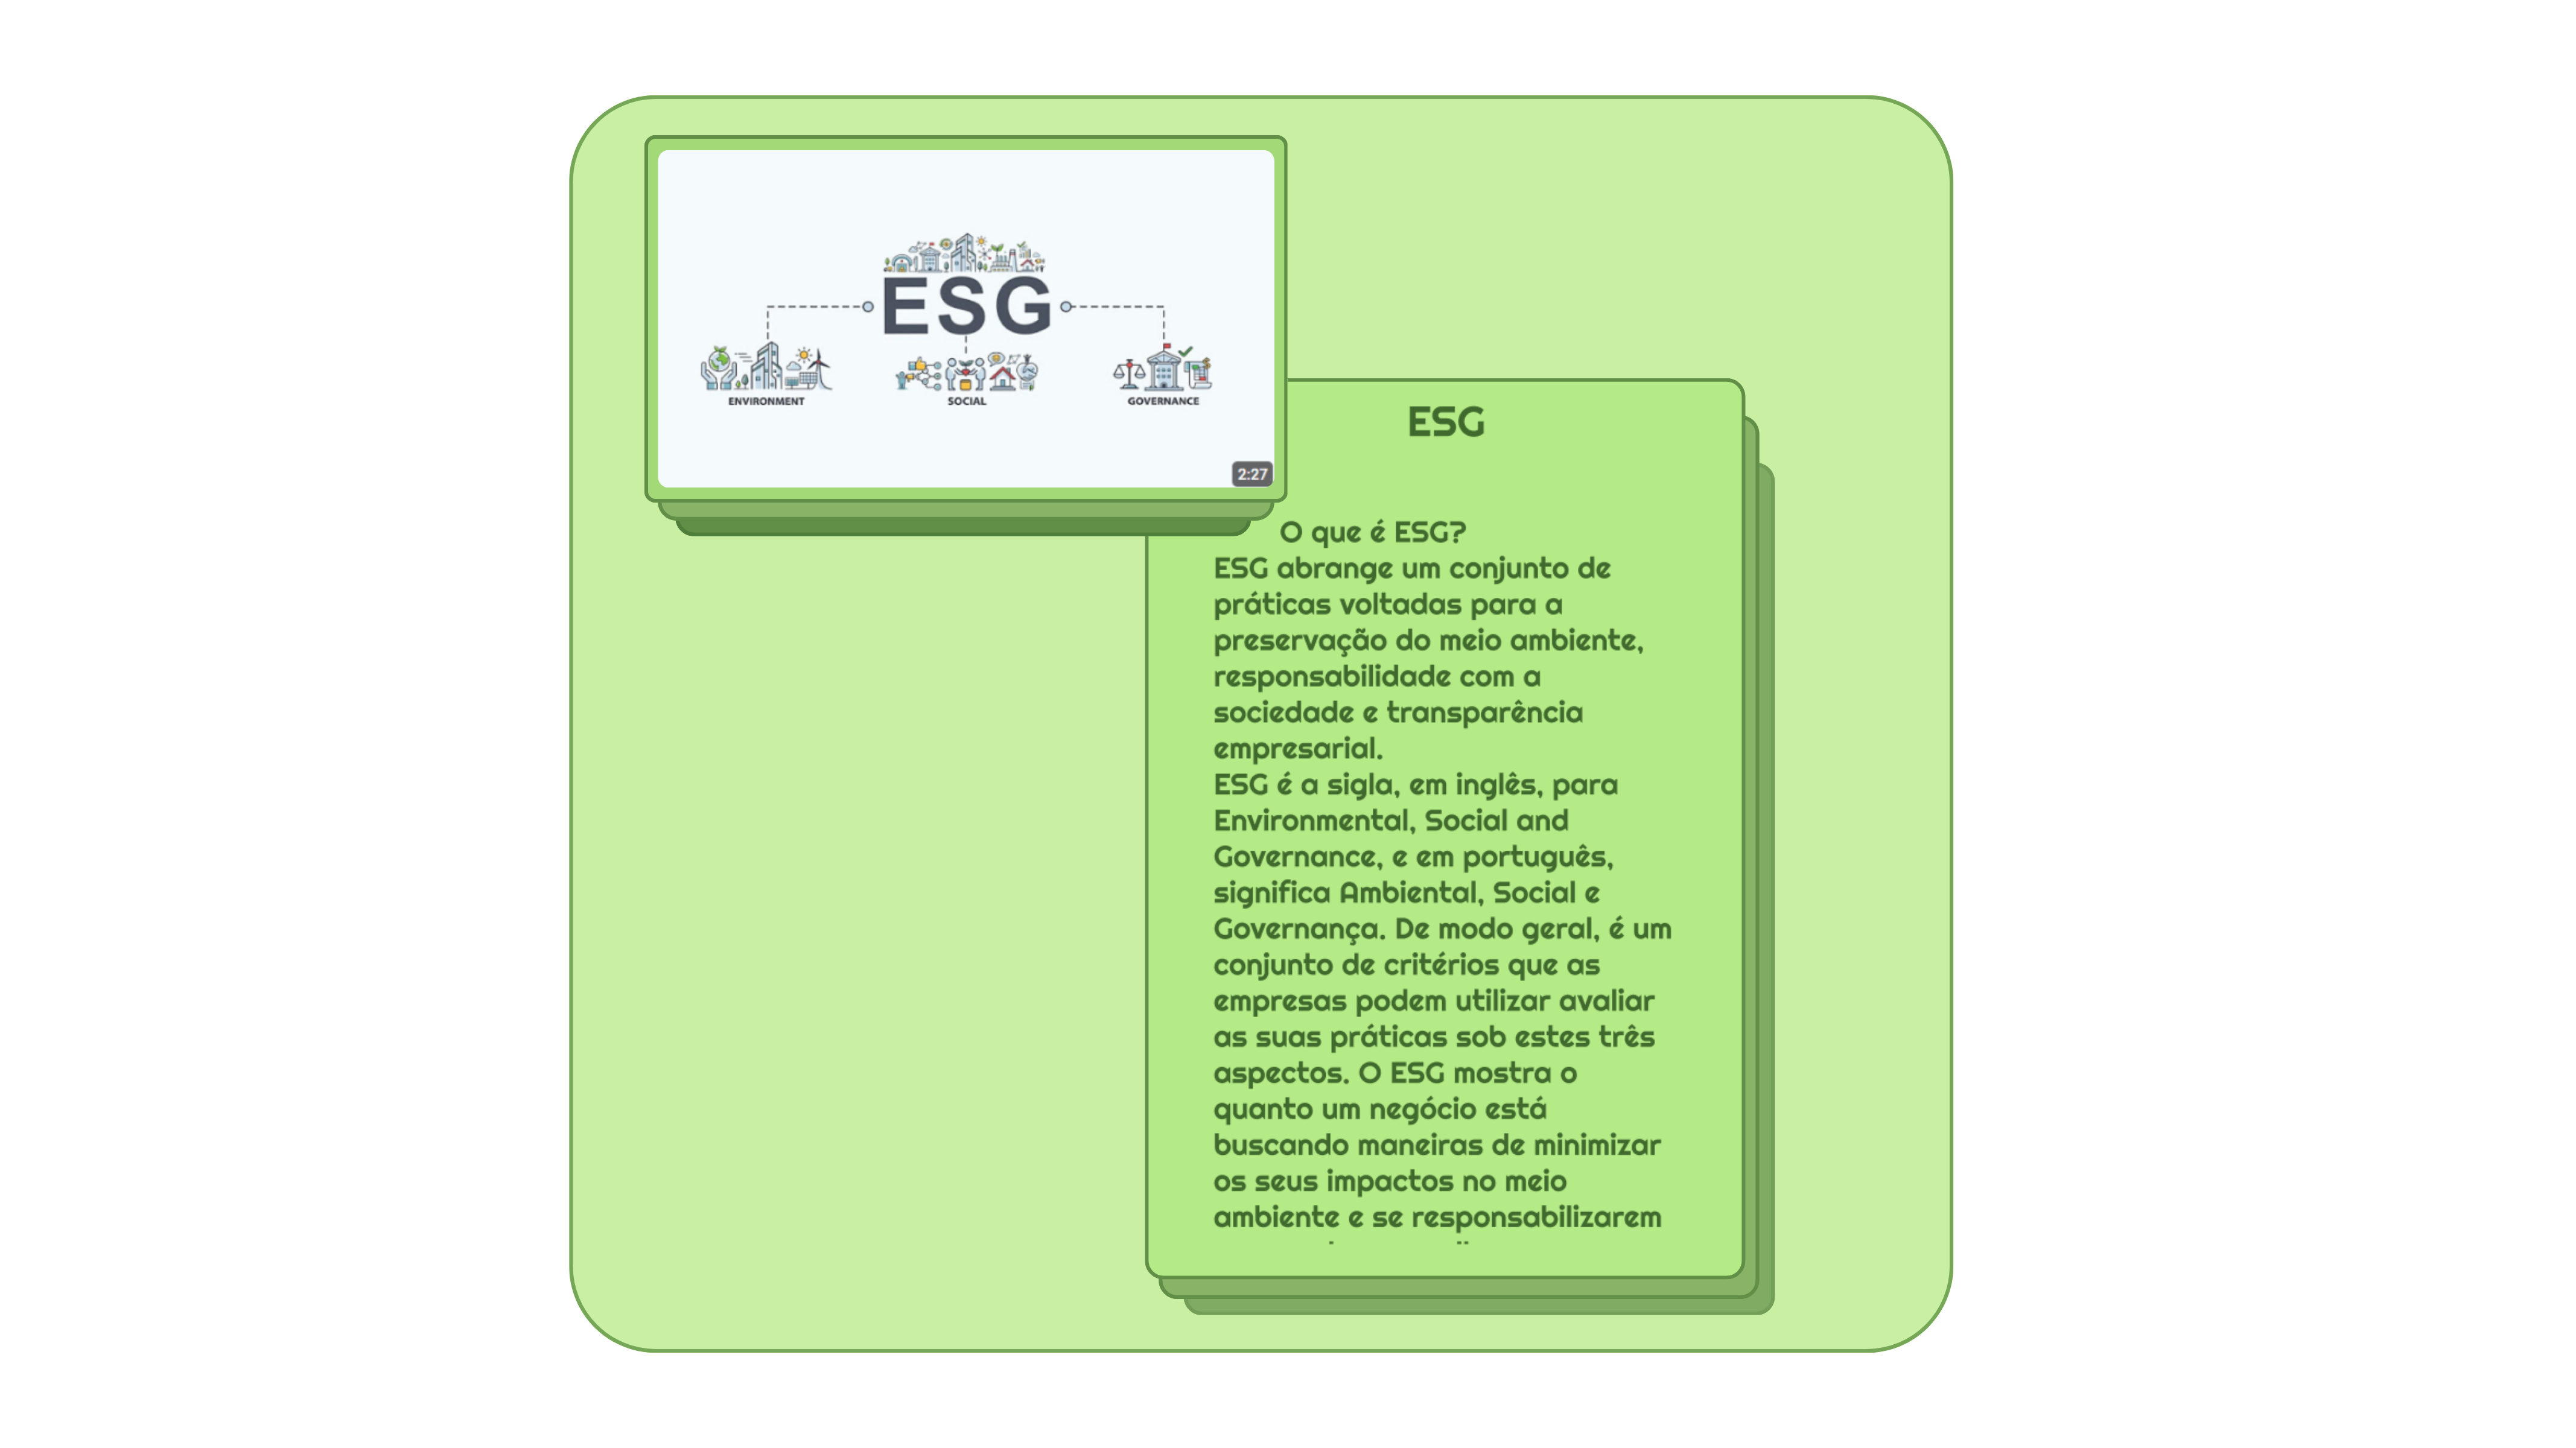 ESG
ENVIRONMENT
SOCIAL
GOVERNANCE
2:27
ESG
O que é ESG?
ESG abrange um conjunto de
práticas voltadas para a
preservação do meio ambiente,
responsabilidade com a
sociedade e transparência
empresarial.
ESG é a sigla, em inglês, para
Environmental, Social and
Governance, e em português,
significa Ambiental, Social e
Governança. De modo geral, é um
conjunto de critérios que as
empresas podem utilizar avaliar
as suas práticas sob estes três
aspectos. O ESG mostra o
quanto um negócio está
buscando maneiras de minimizar
os seus impactos no meio
ambiente e se responsabilizarem